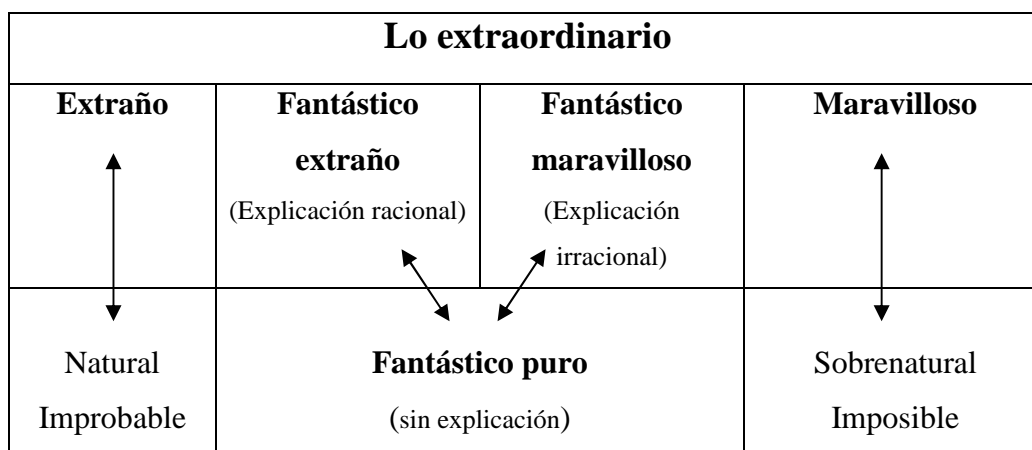 Lo extraordinario
Extraño
Fantástico
extraño
(Explicación racional)
Fantástico
maravilloso
(Explicación
irracional)
Maravilloso
Natural
Improbable
Fantástico puro
(sin explicación)
Sobrenatural
Imposible